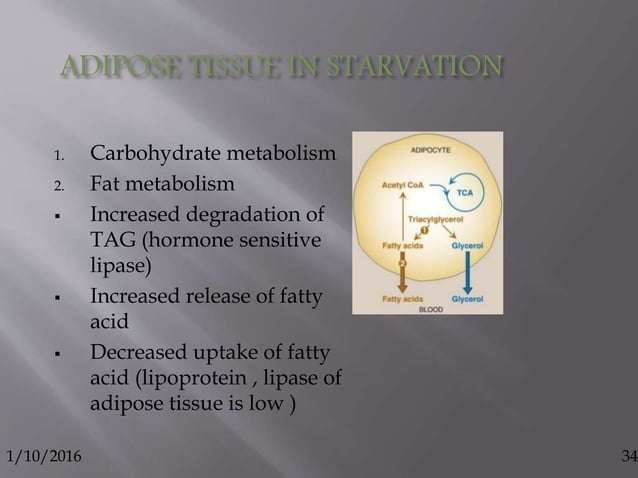 ADIPOSE TISSUE IN STARVATION
1. Carbohydrate metabolism
2. Fat metabolism
▪ Increased degradation of
TAG (hormone sensitive
lipase)
▪ Increased release of fatty
acid
▪ Decreased uptake of fatty
acid (lipoprotein , lipase of
adipose tissue is low )
ADIPOCYTE
Acetyl CoA
TCA
Triacylglycerol
1
Fatty acids Glycerol
2
Fatty acids Glycerol
BLOOD
1/10/2016 34